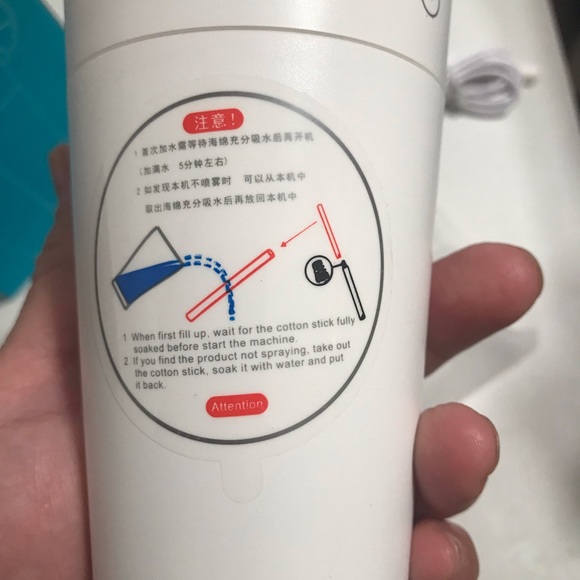 注意！
1 首次加水需等待海绵充分吸水后再开机
（加满水 5分钟左右）
2 如发现本机不喷雾时 可以从本机中
取出海绵充分吸水后再放回本机中
1 When first fill up, wait for the cotton stick fully
soaked before start the machine.
2. If you find the product not spraying, take out
the cotton stick, soak it with water and put
it back.
Attention